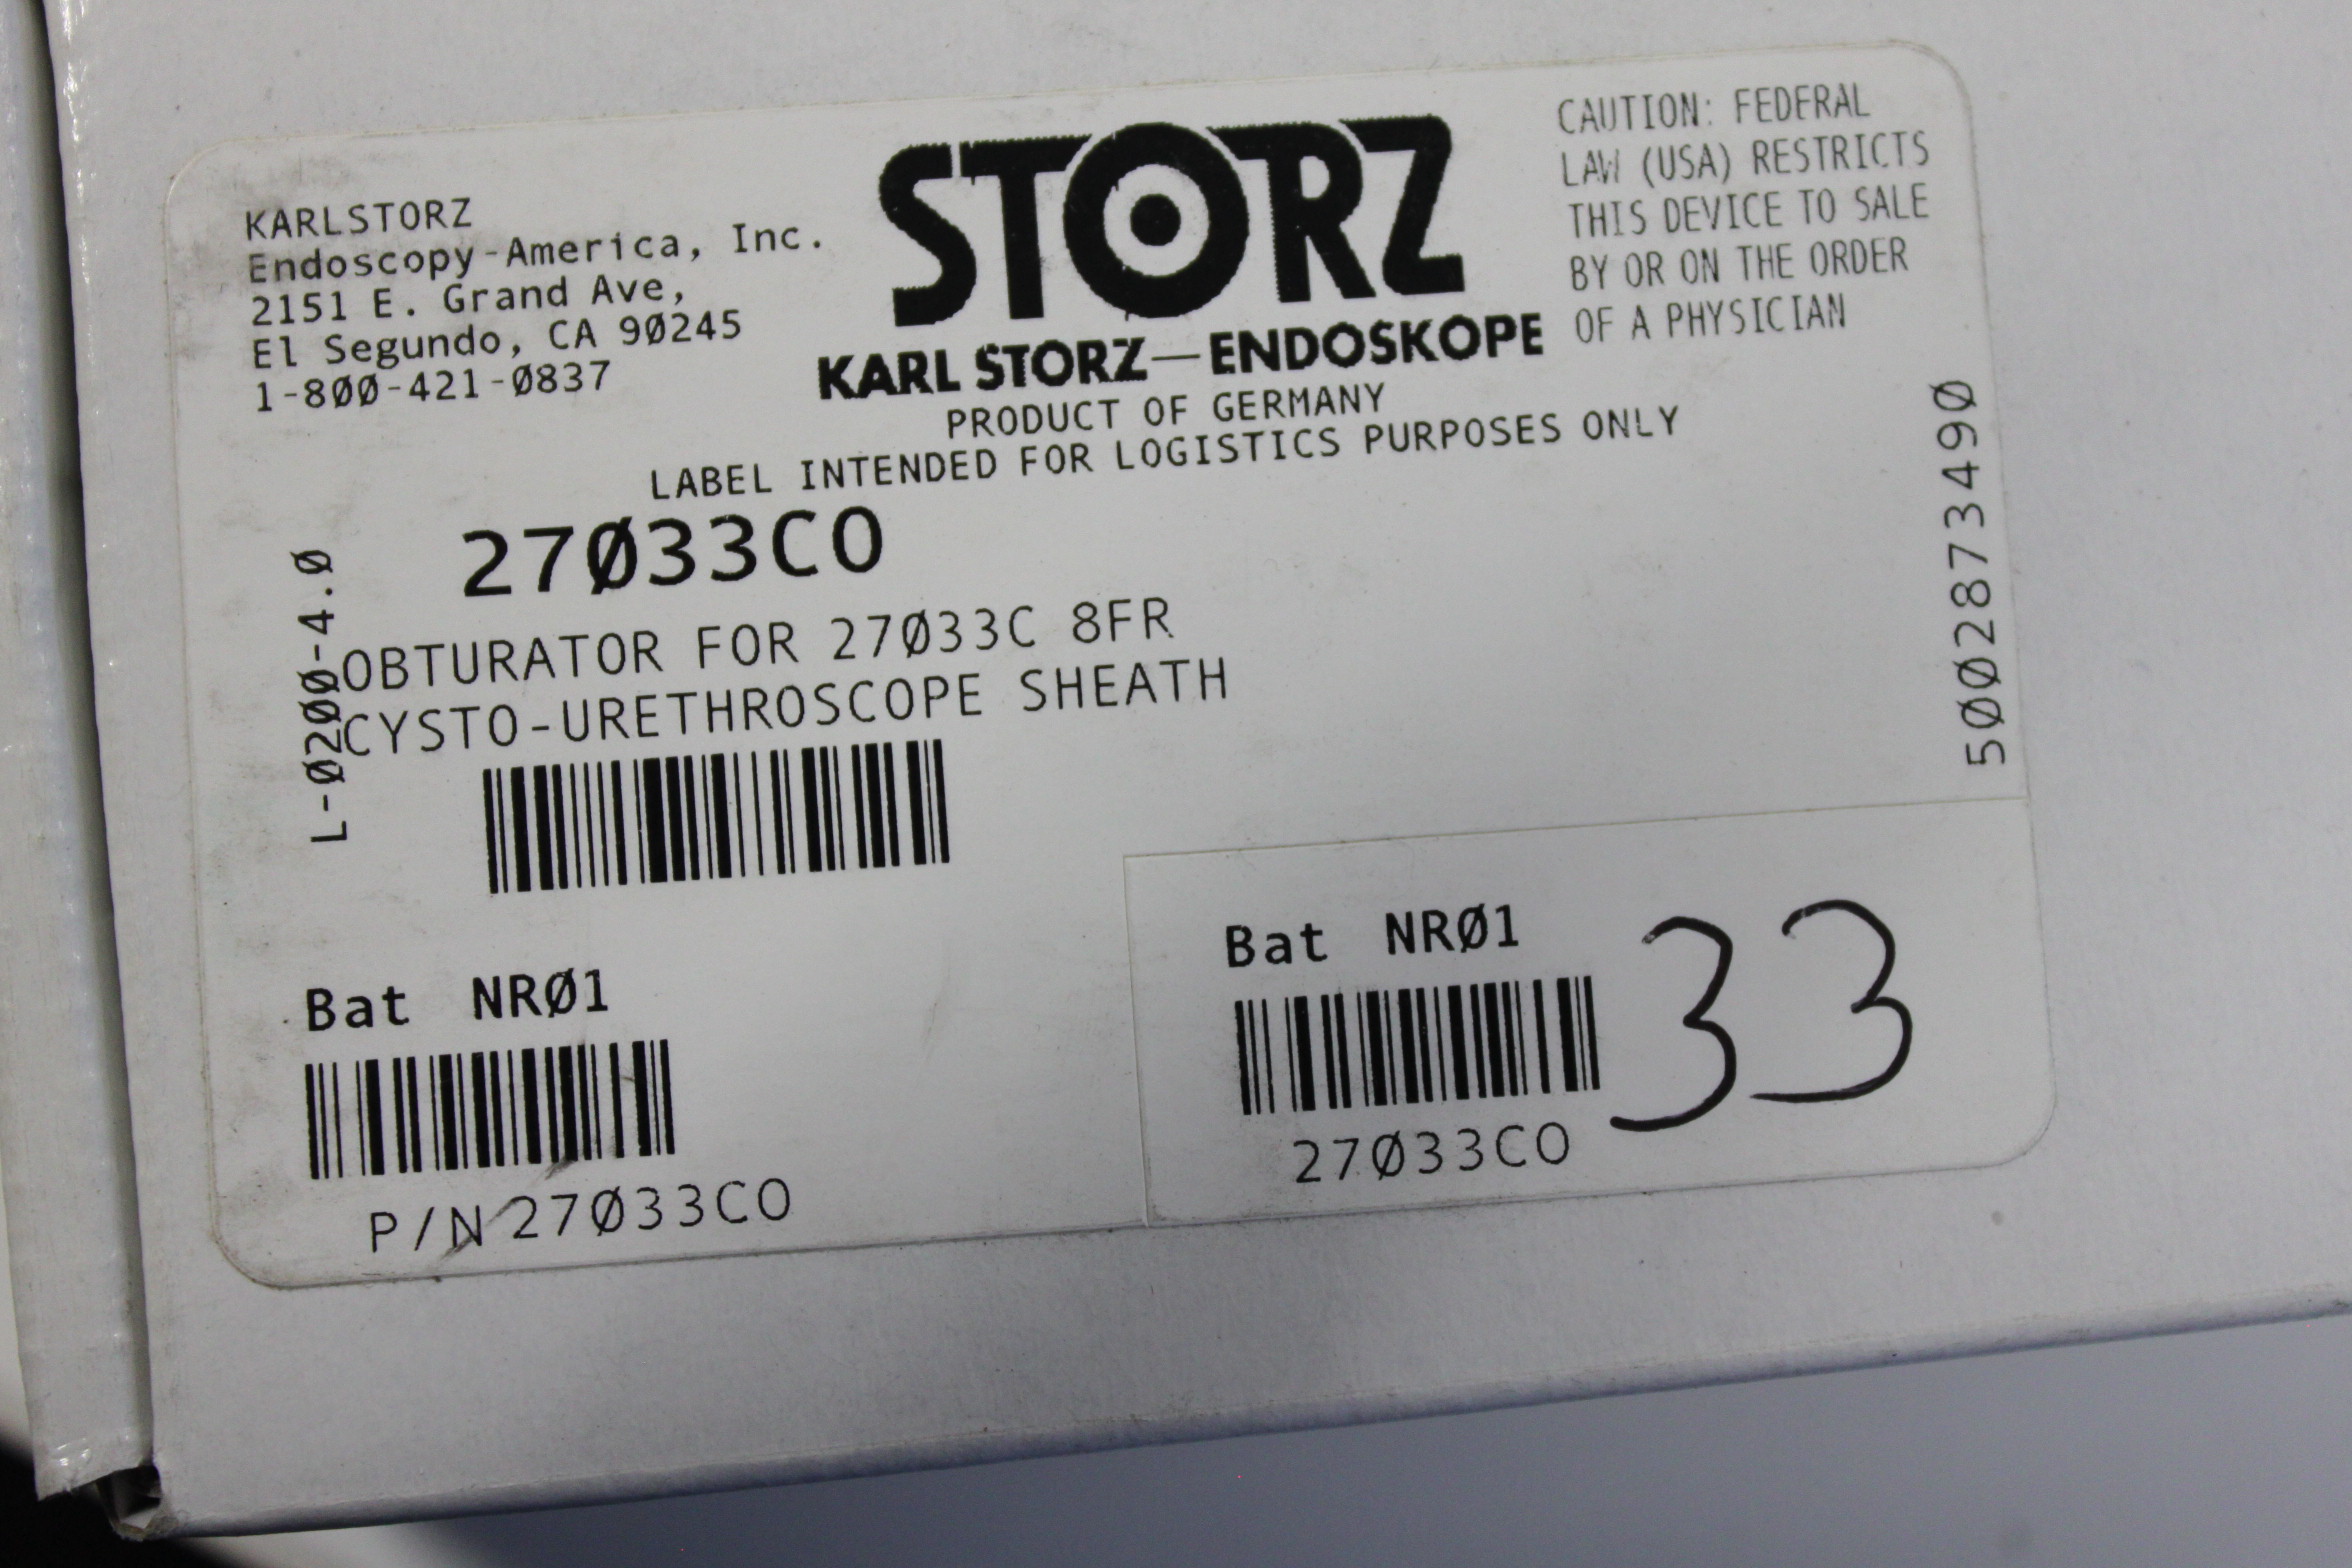 KARLSTORZ
Endoscopy-America, Inc.
2151 E. Grand Ave,
El Segundo, CA 90245
1-800-421-0837
STORZ
KARL STORZ—ENDOSKOPE
PRODUCT OF GERMANY
LABEL INTENDED FOR LOGISTICS PURPOSES ONLY
CAUTION: FEDERAL
LAW (USA) RESTRICTS
THIS DEVICE TO SALE
BY OR ON THE ORDER
OF A PHYSICIAN
27033CO
OBTURATOR FOR 27033C 8FR
CYSTO-URETHROSCOPE SHEATH
L-0200-4.0
5002873490
Bat NR01
P/N 27033CO
Bat NR01
27033CO
33